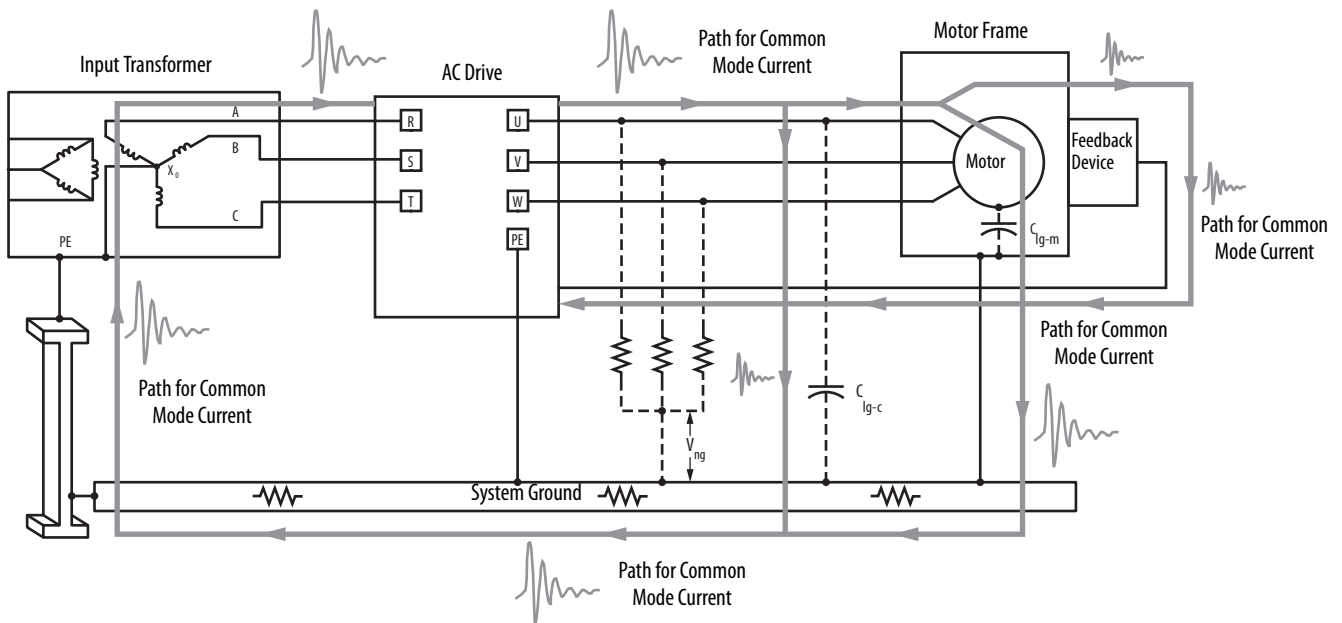 Input Transformer
AC Drive
Path for Common
Mode Current
Motor Frame
A
B
C
X0
PE
R
S
T
U
V
W
PE
Motor
Feedback
Device
Clg-m
Path for Common
Mode Current
Path for Common
Mode Current
Path for Common
Mode Current
Clg-c
Vng
System Ground
Path for Common
Mode Current